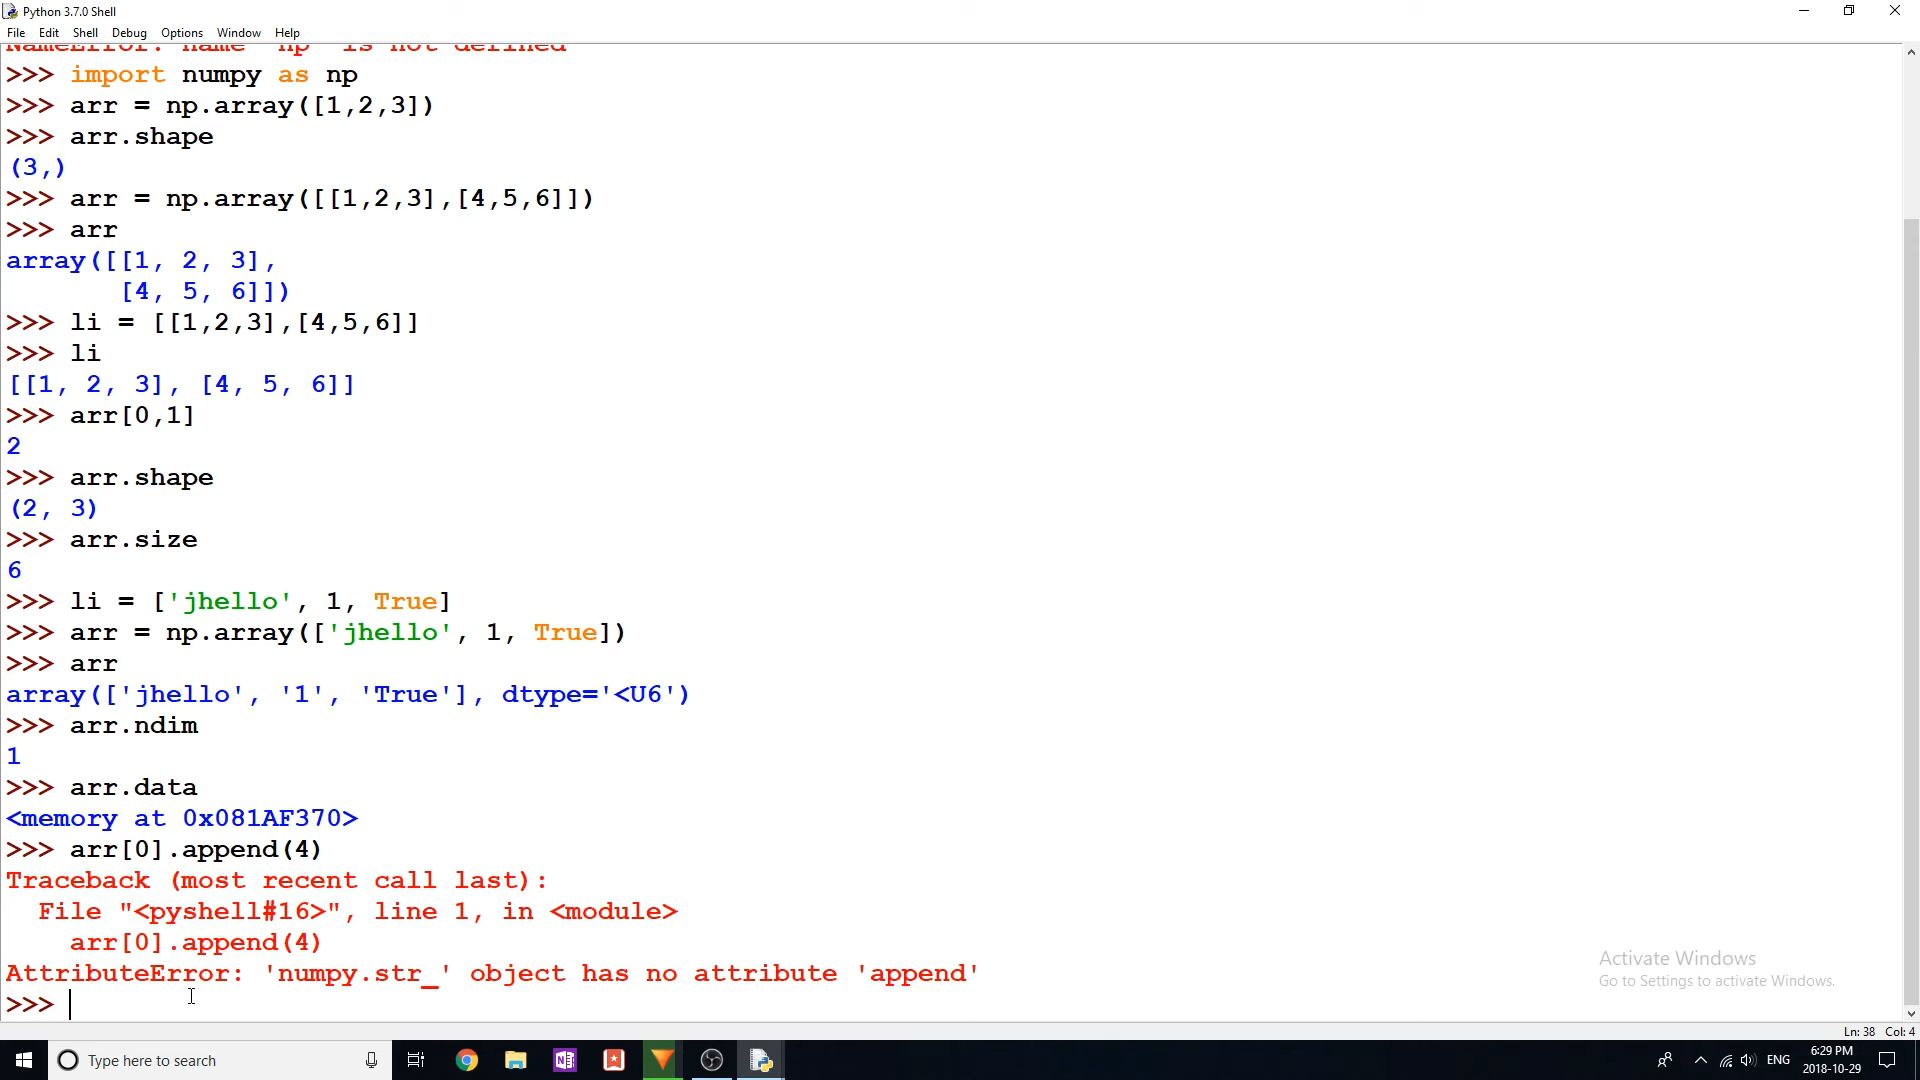 Python 3.7.0 Shell
File Edit Shell Debug Options Window Help
NameError: name 'np' is not defined
>>> import numpy as np
>>> arr = np.array([1,2,3])
>>> arr.shape
(3,)
>>> arr = np.array([[1,2,3],[4,5,6]])
>>> arr
array([[1, 2, 3],
       [4, 5, 6]])
>>> li = [[1,2,3],[4,5,6]]
>>> li
[[1, 2, 3], [4, 5, 6]]
>>> arr[0,1]
2
>>> arr.shape
(2, 3)
>>> arr.size
6
>>> li = ['jhello', 1, True]
>>> arr = np.array(['jhello', 1, True])
>>> arr
array(['jhello', '1', 'True'], dtype='<U6')
>>> arr.ndim
1
>>> arr.data
<memory at 0x081AF370>
>>> arr[0].append(4)
Traceback (most recent call last):
  File "<pyshell#16>", line 1, in <module>
    arr[0].append(4)
AttributeError: 'numpy.str_' object has no attribute 'append'
>>>
Activate Windows
Go to Settings to activate Windows.
Ln: 38 Col: 4
Type here to search
ENG
6:29 PM
2018-10-29